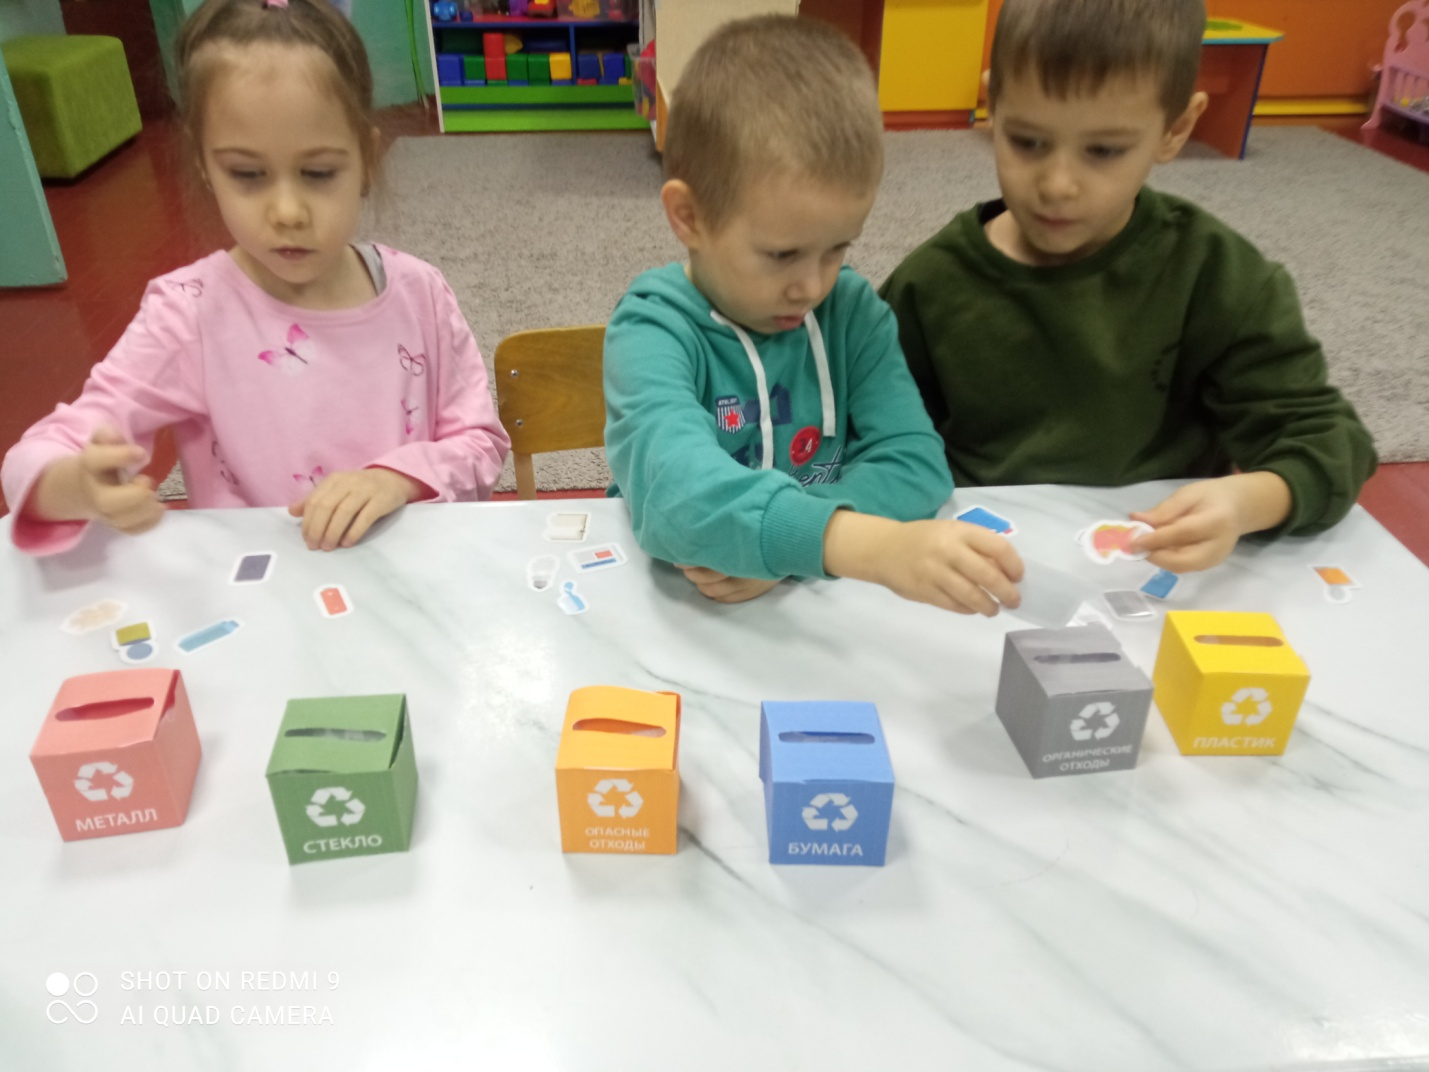 МЕТАЛЛ
СТЕКЛО
ОПАСНЫЕ
ОТХОДЫ
БУМАГА
ОРГАНИЧЕСКИЕ
ОТХОДЫ
ПЛАСТИК
SHOT ON REDMI 9
AI QUAD CAMERA